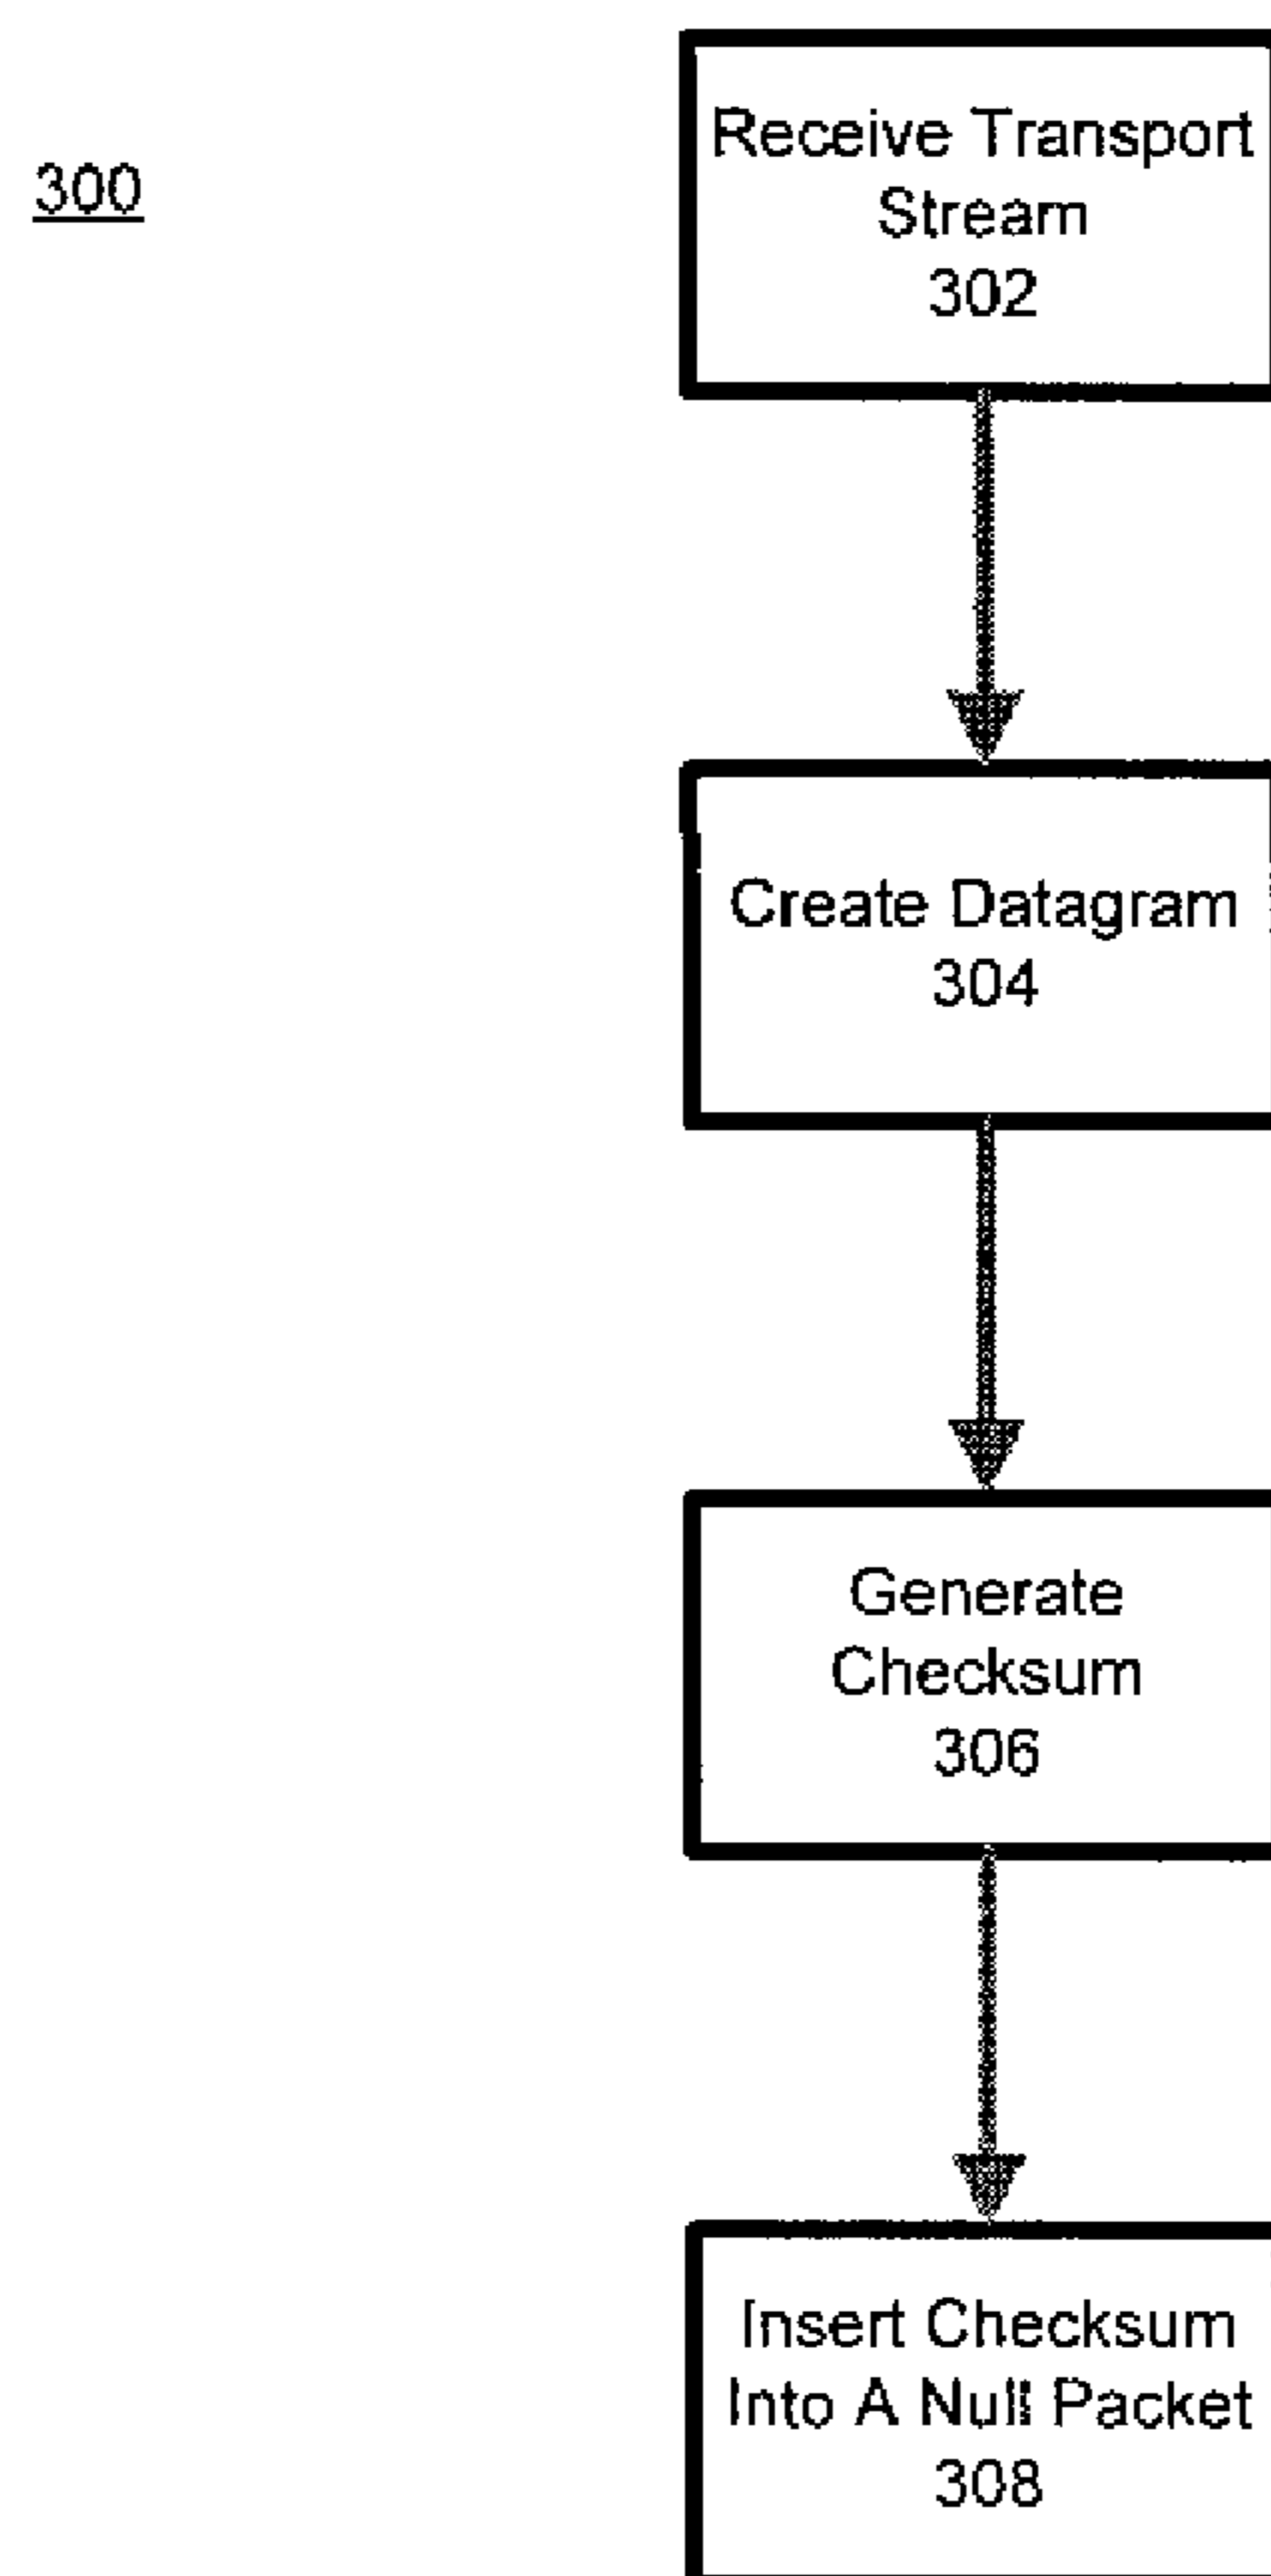 300
Receive Transport
Stream
302
Create Datagram
304
Generate
Checksum
306
Insert Checksum
Into A Null Packet
308